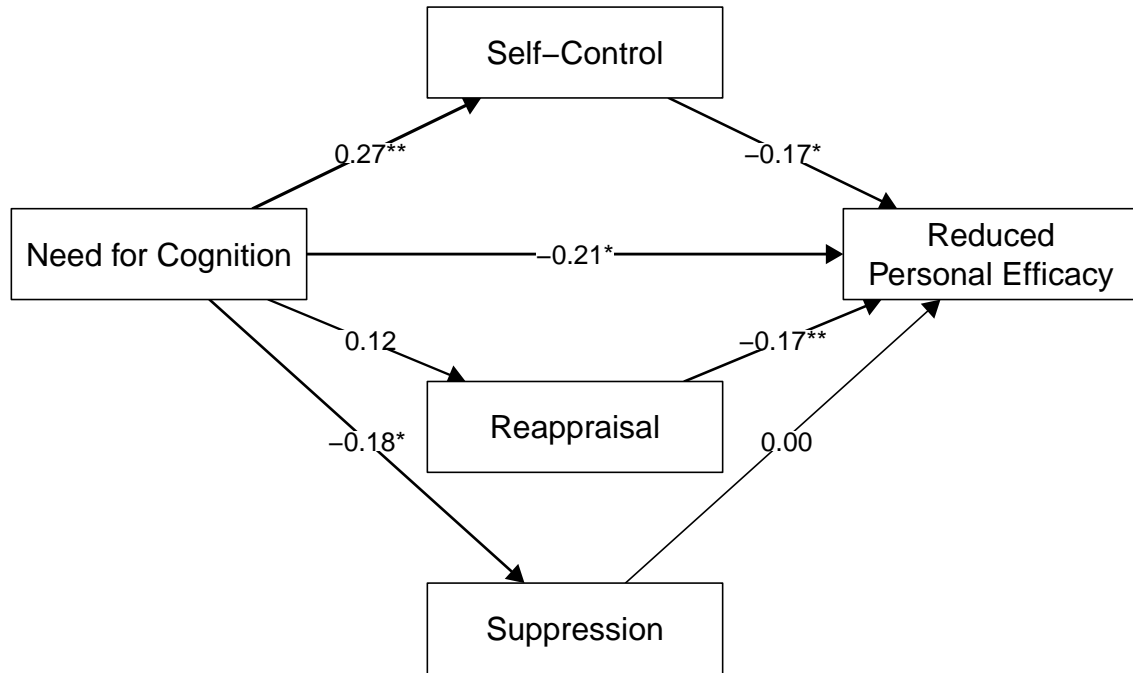 Self−Control
0.27**
−0.17*
Need for Cognition
−0.21*
Reduced
Personal Efficacy
0.12
−0.17**
Reappraisal
−0.18*
0.00
Suppression